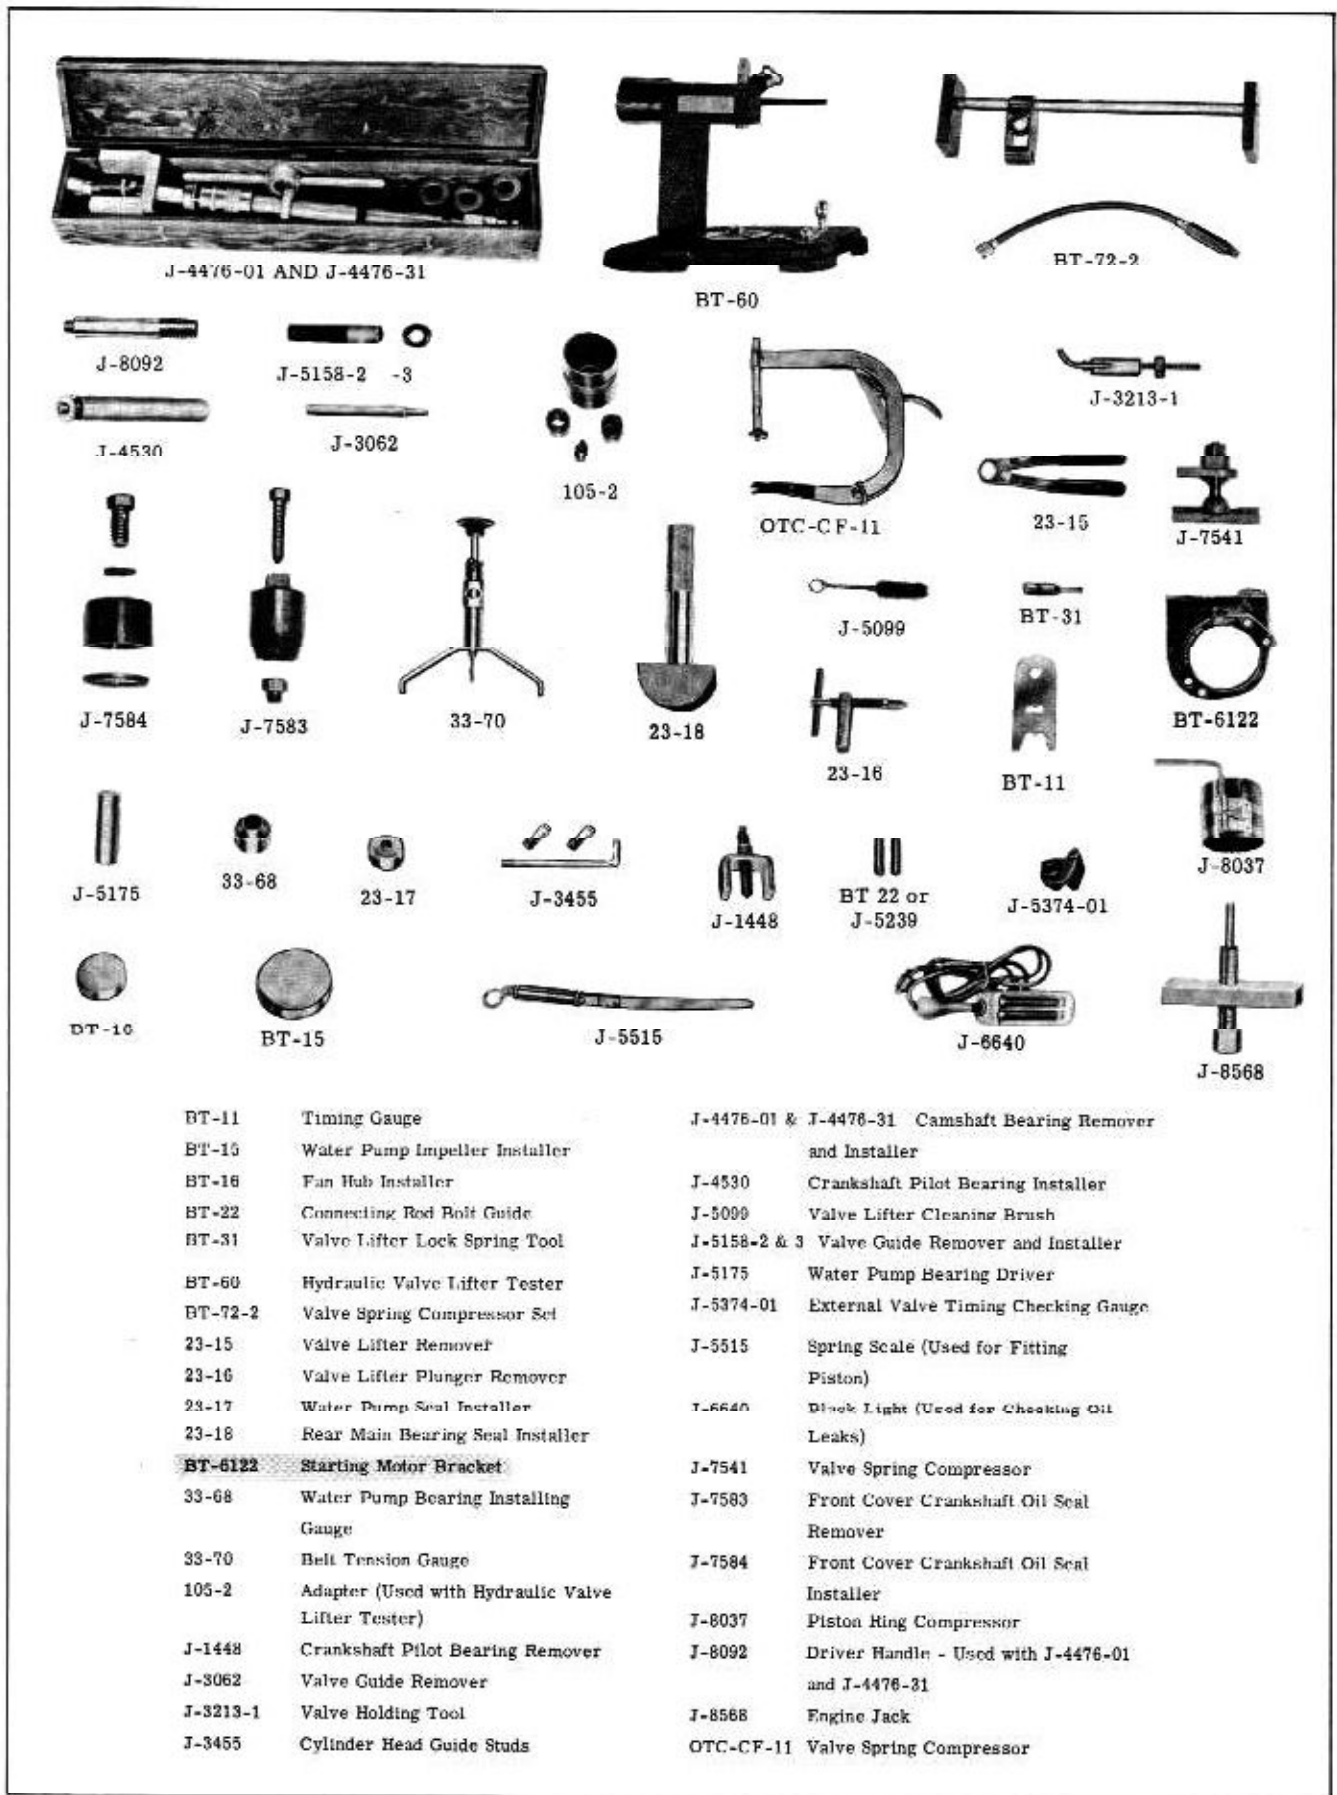 J-4476-01 AND J-4476-31
BT-60
BT-72-2
J-8092
J-5158-2 -3
J-3213-1
J-4530
J-3062
105-2
OTC-CF-11
23-15
J-7541
J-5099
BT-31
J-7584
J-7583
33-70
23-18
23-16
BT-11
BT-6122
J-5175
33-68
23-17
J-3455
J-1448
BT 22 or
J-5239
J-5374-01
J-8037
BT-16
BT-15
J-5515
J-6640
J-8568
BT-11 Timing Gauge
BT-15 Water Pump Impeller Installer
BT-16 Fan Hub Installer
BT-22 Connecting Rod Bolt Guide
BT-31 Valve Lifter Lock Spring Tool
BT-60 Hydraulic Valve Lifter Tester
BT-72-2 Valve Spring Compressor Set
23-15 Valve Lifter Remover
23-16 Valve Lifter Plunger Remover
23-17 Water Pump Seal Installer
23-18 Rear Main Bearing Seal Installer
BT-6122 Starting Motor Bracket
33-68 Water Pump Bearing Installing
Gauge
33-70 Belt Tension Gauge
105-2 Adapter (Used with Hydraulic Valve
Lifter Tester)
J-1448 Crankshaft Pilot Bearing Remover
J-3062 Valve Guide Remover
J-3213-1 Valve Holding Tool
J-3455 Cylinder Head Guide Studs
J-4476-01 & J-4476-31 Camshaft Bearing Remover
and Installer
J-4530 Crankshaft Pilot Bearing Installer
J-5099 Valve Lifter Cleaning Brush
J-5158-2 & 3 Valve Guide Remover and Installer
J-5175 Water Pump Bearing Driver
J-5374-01 External Valve Timing Checking Gauge
J-5515 Spring Scale (Used for Fitting
Piston)
J-6640 Black Light (Used for Checking Oil
Leaks)
J-7541 Valve Spring Compressor
J-7583 Front Cover Crankshaft Oil Seal
Remover
J-7584 Front Cover Crankshaft Oil Seal
Installer
J-8037 Piston Ring Compressor
J-8092 Driver Handle - Used with J-4476-01
and J-4476-31
J-8568 Engine Jack
OTC-CF-11 Valve Spring Compressor